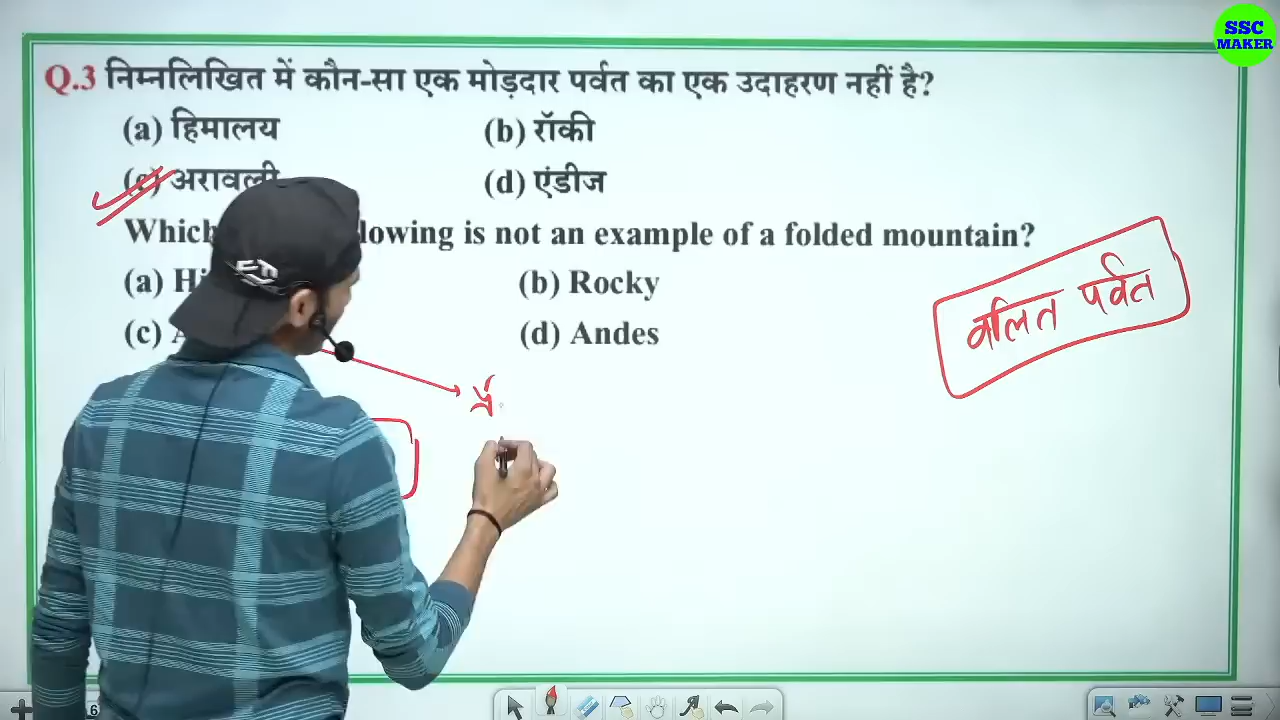 SSC
MAKER
Q.3 निम्नलिखित में कौन-सा एक मोड़दार पर्वत का एक उदाहरण नहीं है?
(a) हिमालय (b) रॉकी
(c) अरावली (d) एंडीज
Which lowing is not an example of a folded mountain?
(a) Hi (b) Rocky
(c) A (d) Andes
वलित पर्वत